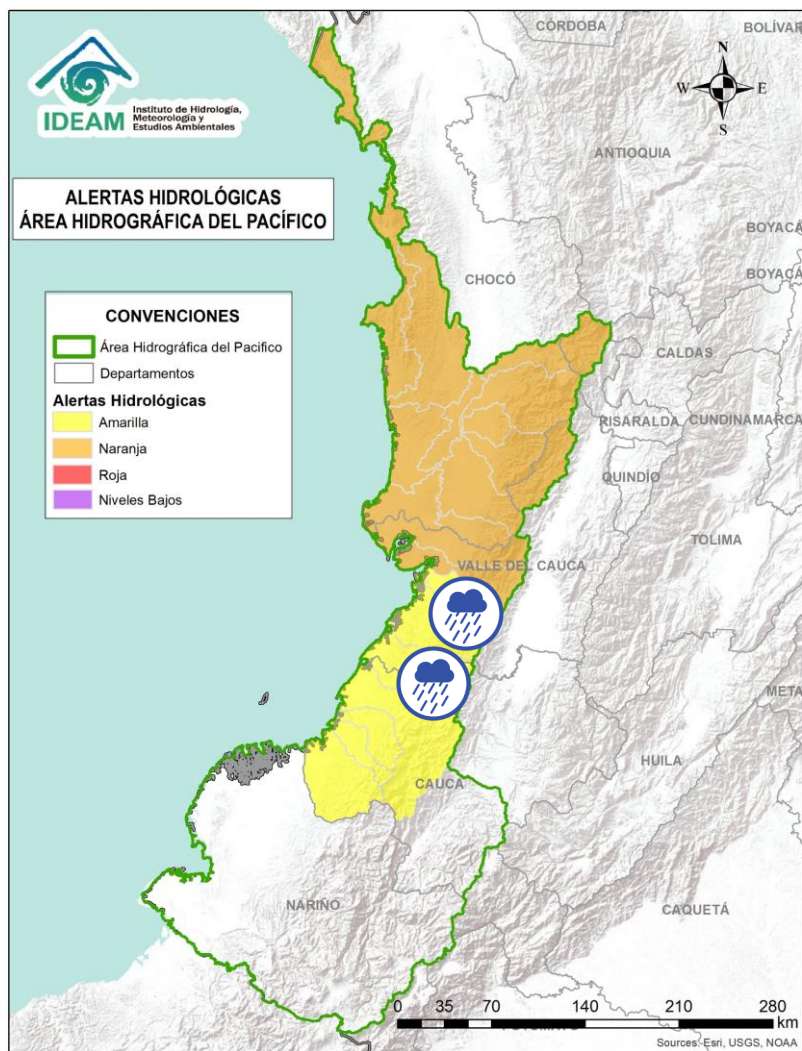 IDEAM
Instituto de Hidrología,
Meteorología y
Estudios Ambientales
ALERTAS HIDROLÓGICAS
ÁREA HIDROGRÁFICA DEL PACÍFICO
CONVENCIONES
Área Hidrográfica del Pacifico
Departamentos
Alertas Hidrológicas
Amarilla
Naranja
Roja
Niveles Bajos
N
W
E
S
CÓRDOBA
BOLÍVAR
ANTIOQUIA
BOYACÁ
BOYACÁ
CHOCÓ
CALDAS
RISARALDA
CUNDINAMARCA
QUINDÍO
TOLIMA
VALLE DEL CAUCA
META
HUILA
CAUCA
NARIÑO
CAQUETÁ
0 35 70 140 210 280
km
Sources: Esri, USGS, NOAA